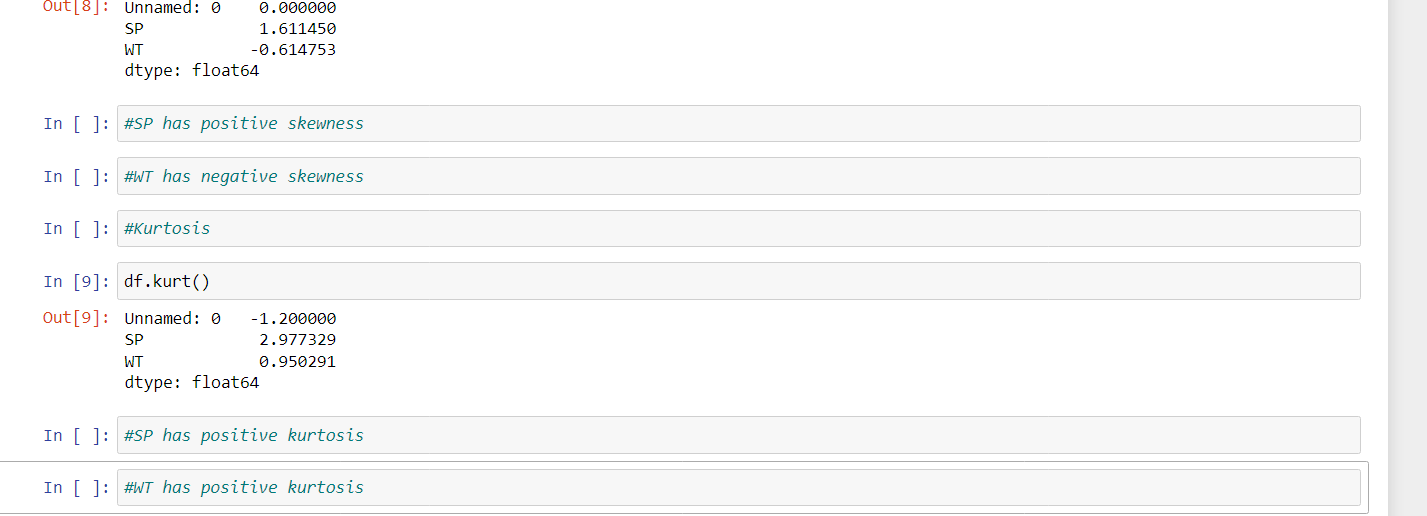 Out[8]: Unnamed: 0    0.000000
SP            1.611450
WT           -0.614753
dtype: float64
In [ ]: #SP has positive skewness
In [ ]: #WT has negative skewness
In [ ]: #Kurtosis
In [9]: df.kurt()
Out[9]: Unnamed: 0   -1.200000
SP            2.977329
WT            0.950291
dtype: float64
In [ ]: #SP has positive kurtosis
In [ ]: #WT has positive kurtosis